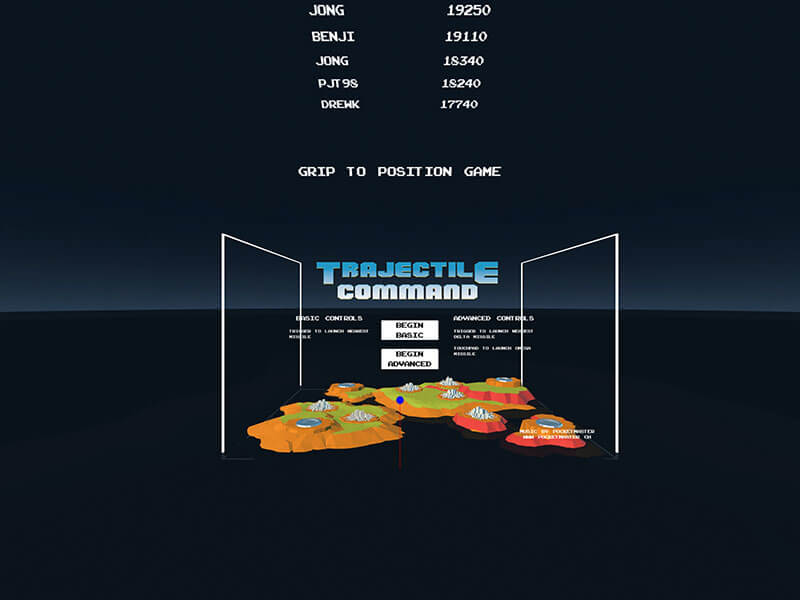 JONG 19250
BENJI 19110
JONG 18340
PJT98 18240
DREWK 17740
GRIP TO POSITION GAME
TRAJECTILE
COMMAND
BASIC CONTROLS
TRIGGER TO LAUNCH NEAREST
MISSILE
BEGIN
BASIC
BEGIN
ADVANCED
ADVANCED CONTROLS
TRIGGER TO LAUNCH NEAREST
DELTA MISSILE
TOUCHPAD TO LAUNCH OMEGA
MISSILE
MUSIC BY POCKETMASTER
WWW POCKETMASTER CH